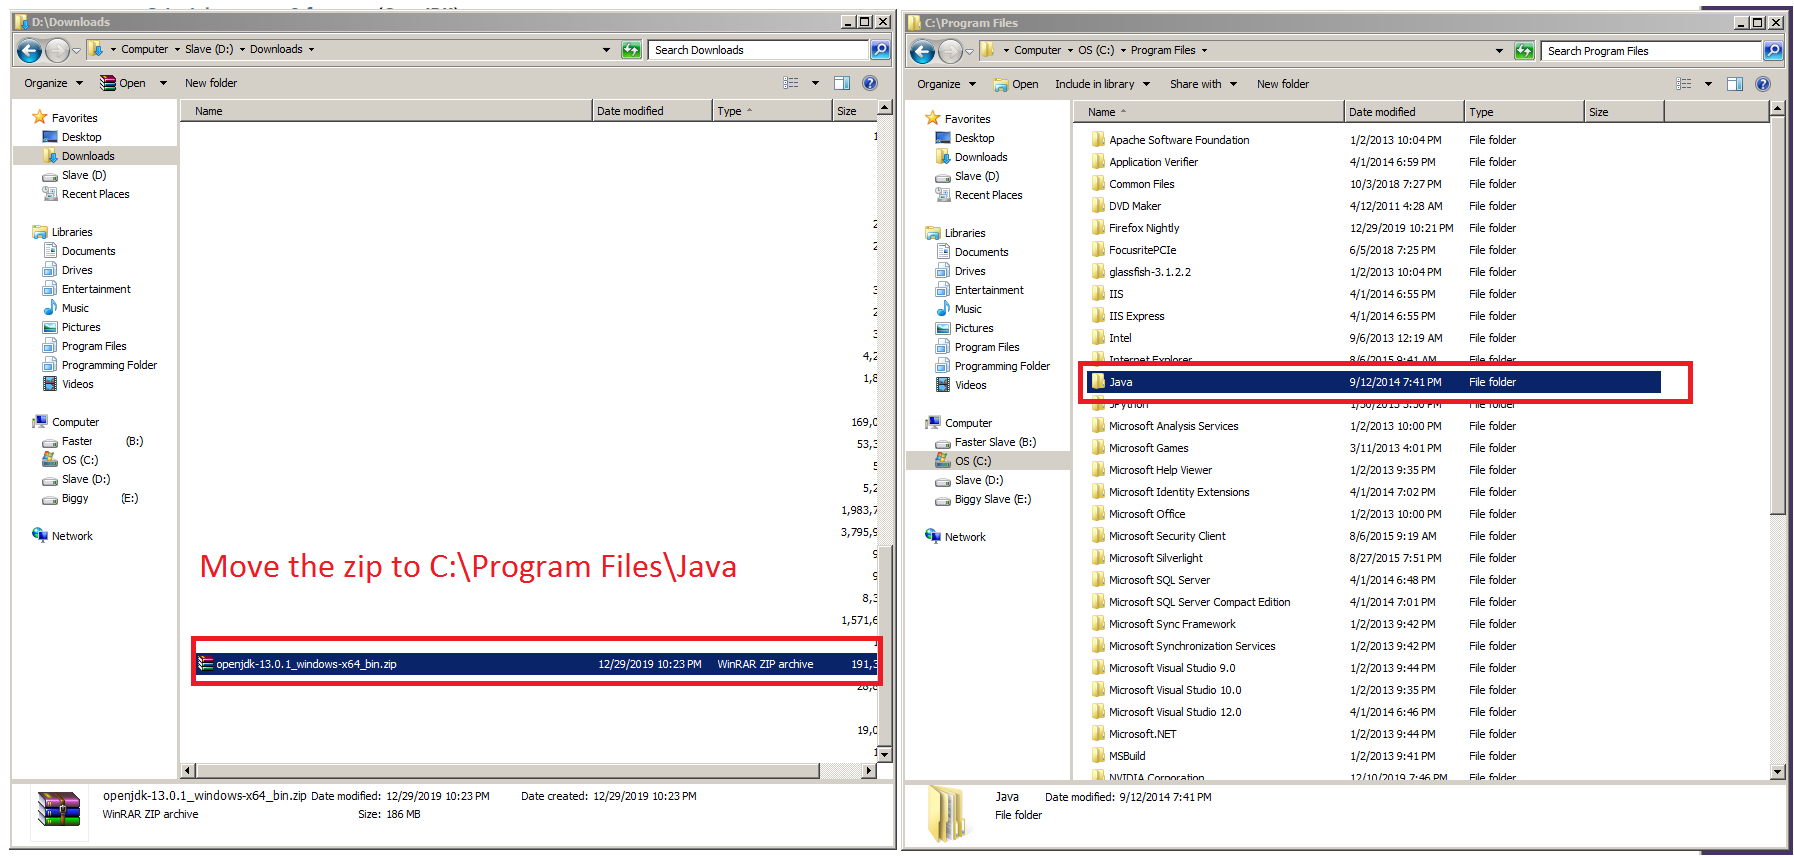 D:\Downloads
Computer Slave (D:) Downloads
Search Downloads
Organize Open New folder
Name Date modified Type Size
Favorites
Desktop
Downloads
Slave (D)
Recent Places
Libraries
Documents
Drives
Entertainment
Music
Pictures
Program Files
Programming Folder
Videos
Computer
Faster (B:)
OS (C:)
Slave (D:)
Biggy (E:)
Network
1
2
2
3
2
3
4,2
1,8
169,0
53,3
5
5,2
1,983,7
3,795,9
9
9
8,3
1,571,6
Move the zip to C:\Program Files\Java
openjdk-13.0.1_windows-x64_bin.zip 12/29/2019 10:23 PM WinRAR ZIP archive 191,3
28,8
19,0
1
openjdk-13.0.1_windows-x64_bin.zip Date modified: 12/29/2019 10:23 PM Date created: 12/29/2019 10:23 PM
WinRAR ZIP archive Size: 186 MB
C:\Program Files
Computer OS (C:) Program Files
Search Program Files
Organize Open Include in library Share with New folder
Name Date modified Type Size
Favorites
Desktop
Downloads
Slave (D)
Recent Places
Libraries
Documents
Drives
Entertainment
Music
Pictures
Program Files
Programming Folder
Videos
Computer
Faster Slave (B:)
OS (C:)
Slave (D:)
Biggy Slave (E:)
Network
Apache Software Foundation 1/2/2013 10:04 PM File folder
Application Verifier 4/1/2014 6:59 PM File folder
Common Files 10/3/2018 7:27 PM File folder
DVD Maker 4/12/2011 4:28 AM File folder
Firefox Nightly 12/29/2019 10:21 PM File folder
FocusritePCIe 6/5/2018 7:25 PM File folder
glassfish-3.1.2.2 1/2/2013 10:04 PM File folder
IIS 4/1/2014 6:55 PM File folder
IIS Express 4/1/2014 6:55 PM File folder
Intel 9/6/2013 12:19 AM File folder
Internet Explorer 8/6/2015 9:41 AM File folder
Java 9/12/2014 7:41 PM File folder
JPython 1/30/2013 5:50 PM File folder
Microsoft Analysis Services 1/2/2013 10:00 PM File folder
Microsoft Games 3/11/2013 4:01 PM File folder
Microsoft Help Viewer 1/2/2013 9:35 PM File folder
Microsoft Identity Extensions 4/1/2014 7:02 PM File folder
Microsoft Office 1/2/2013 10:00 PM File folder
Microsoft Security Client 8/6/2015 9:19 AM File folder
Microsoft Silverlight 8/27/2015 7:51 PM File folder
Microsoft SQL Server 4/1/2014 6:48 PM File folder
Microsoft SQL Server Compact Edition 4/1/2014 7:01 PM File folder
Microsoft Sync Framework 1/2/2013 9:42 PM File folder
Microsoft Synchronization Services 1/2/2013 9:42 PM File folder
Microsoft Visual Studio 9.0 1/2/2013 9:44 PM File folder
Microsoft Visual Studio 10.0 1/2/2013 9:35 PM File folder
Microsoft Visual Studio 12.0 4/1/2014 6:46 PM File folder
Microsoft.NET 1/2/2013 9:44 PM File folder
MSBuild 1/2/2013 9:41 PM File folder
NVIDIA Corporation 12/10/2019 7:46 PM File folder
Java Date modified: 9/12/2014 7:41 PM
File folder